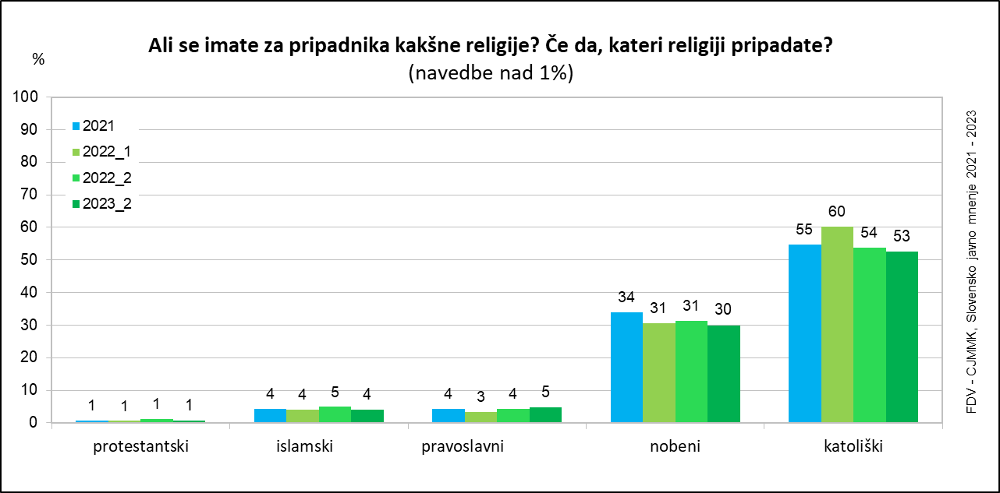 Ali se imate za pripadnika kakšne religije? Če da, kateri religiji pripadate?
(navedbe nad 1%)
%
100
90
80
70
60
50
40
30
20
10
0
2021
2022_1
2022_2
2023_2
1 1 1 1
4 4 5 4
4 3 4 5
34 31 31 30
55 60 54 53
protestantski islamski pravoslavni nobeni katoliški
FDV - CJMMK, Slovensko javno mnenje 2021 - 2023